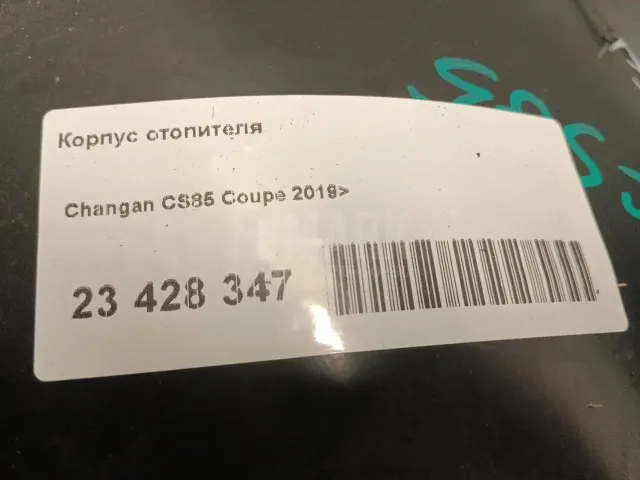 Корпус отопителя
Changan CS85 Coupe 2019>
23 428 347